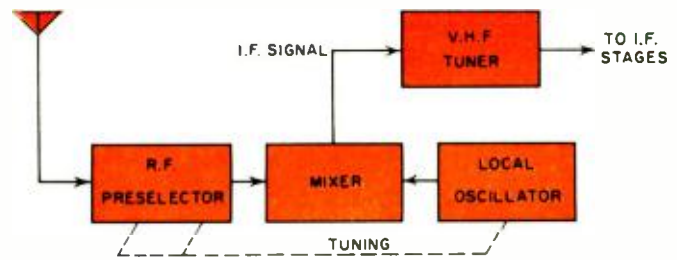 I.F. SIGNAL
V.H.F
TUNER
TO I.F.
STAGES
R.F.
PRESELECTOR
MIXER
LOCAL
OSCILLATOR
TUNING